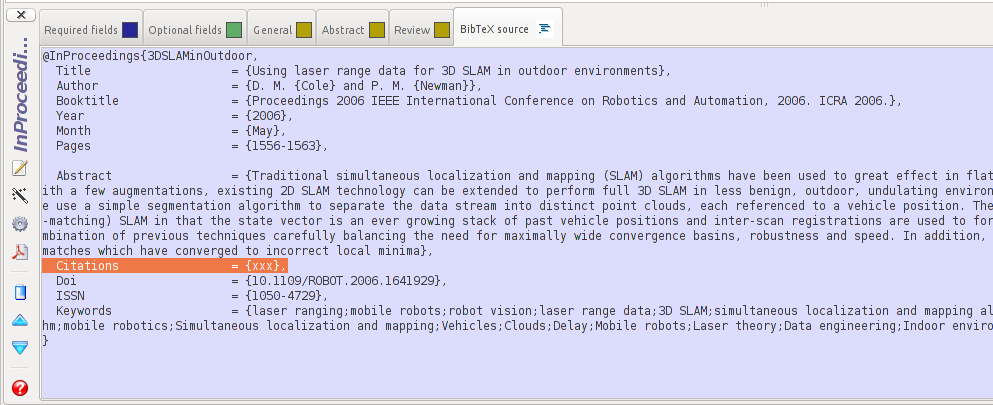 Required fields Optional fields General Abstract Review BibTeX source
InProceedi...
@InProceedings{3DSLAMinOutdoor,
Title = {Using laser range data for 3D SLAM in outdoor environments},
Author = {D. M. {Cole} and P. M. {Newman}},
Booktitle = {Proceedings 2006 IEEE International Conference on Robotics and Automation, 2006. ICRA 2006.},
Year = {2006},
Month = {May},
Pages = {1556-1563},
Abstract = {Traditional simultaneous localization and mapping (SLAM) algorithms have been used to great effect in flat
ith a few augmentations, existing 2D SLAM technology can be extended to perform full 3D SLAM in less benign, outdoor, undulating environ
e use a simple segmentation algorithm to separate the data stream into distinct point clouds, each referenced to a vehicle position. The
-matching) SLAM in that the state vector is an ever growing stack of past vehicle positions and inter-scan registrations are used to for
mbination of previous techniques carefully balancing the need for maximally wide convergence basins, robustness and speed. In addition,
matches which have converged to incorrect local minima},
Citations = {xxx},
Doi = {10.1109/ROBOT.2006.1641929},
ISSN = {1050-4729},
Keywords = {laser ranging;mobile robots;robot vision;laser range data;3D SLAM;simultaneous localization and mapping al
hm;mobile robotics;Simultaneous localization and mapping;Vehicles;Clouds;Delay;Mobile robots;Laser theory;Data engineering;Indoor enviro
}